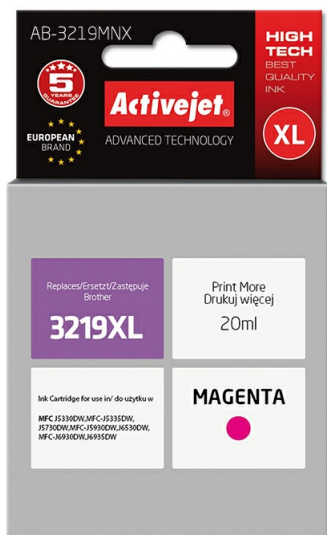 AB-3219MNX
HIGH
TECH
BEST
QUALITY
INK
5
YEARS
GUARANTEE
Activejet®
EUROPEAN
BRAND
ADVANCED TECHNOLOGY
XL
Replaces/Ersetzt/Zastępuje
Brother
3219XL
Print More
Drukuj więcej
20ml
Ink Cartridge for use in/ do użytku w
MFC J5330DW,MFC-J5335DW,
J5730DW,MFC-J5930DW,J6530DW,
MFC-J6930DW,J6935DW
MAGENTA